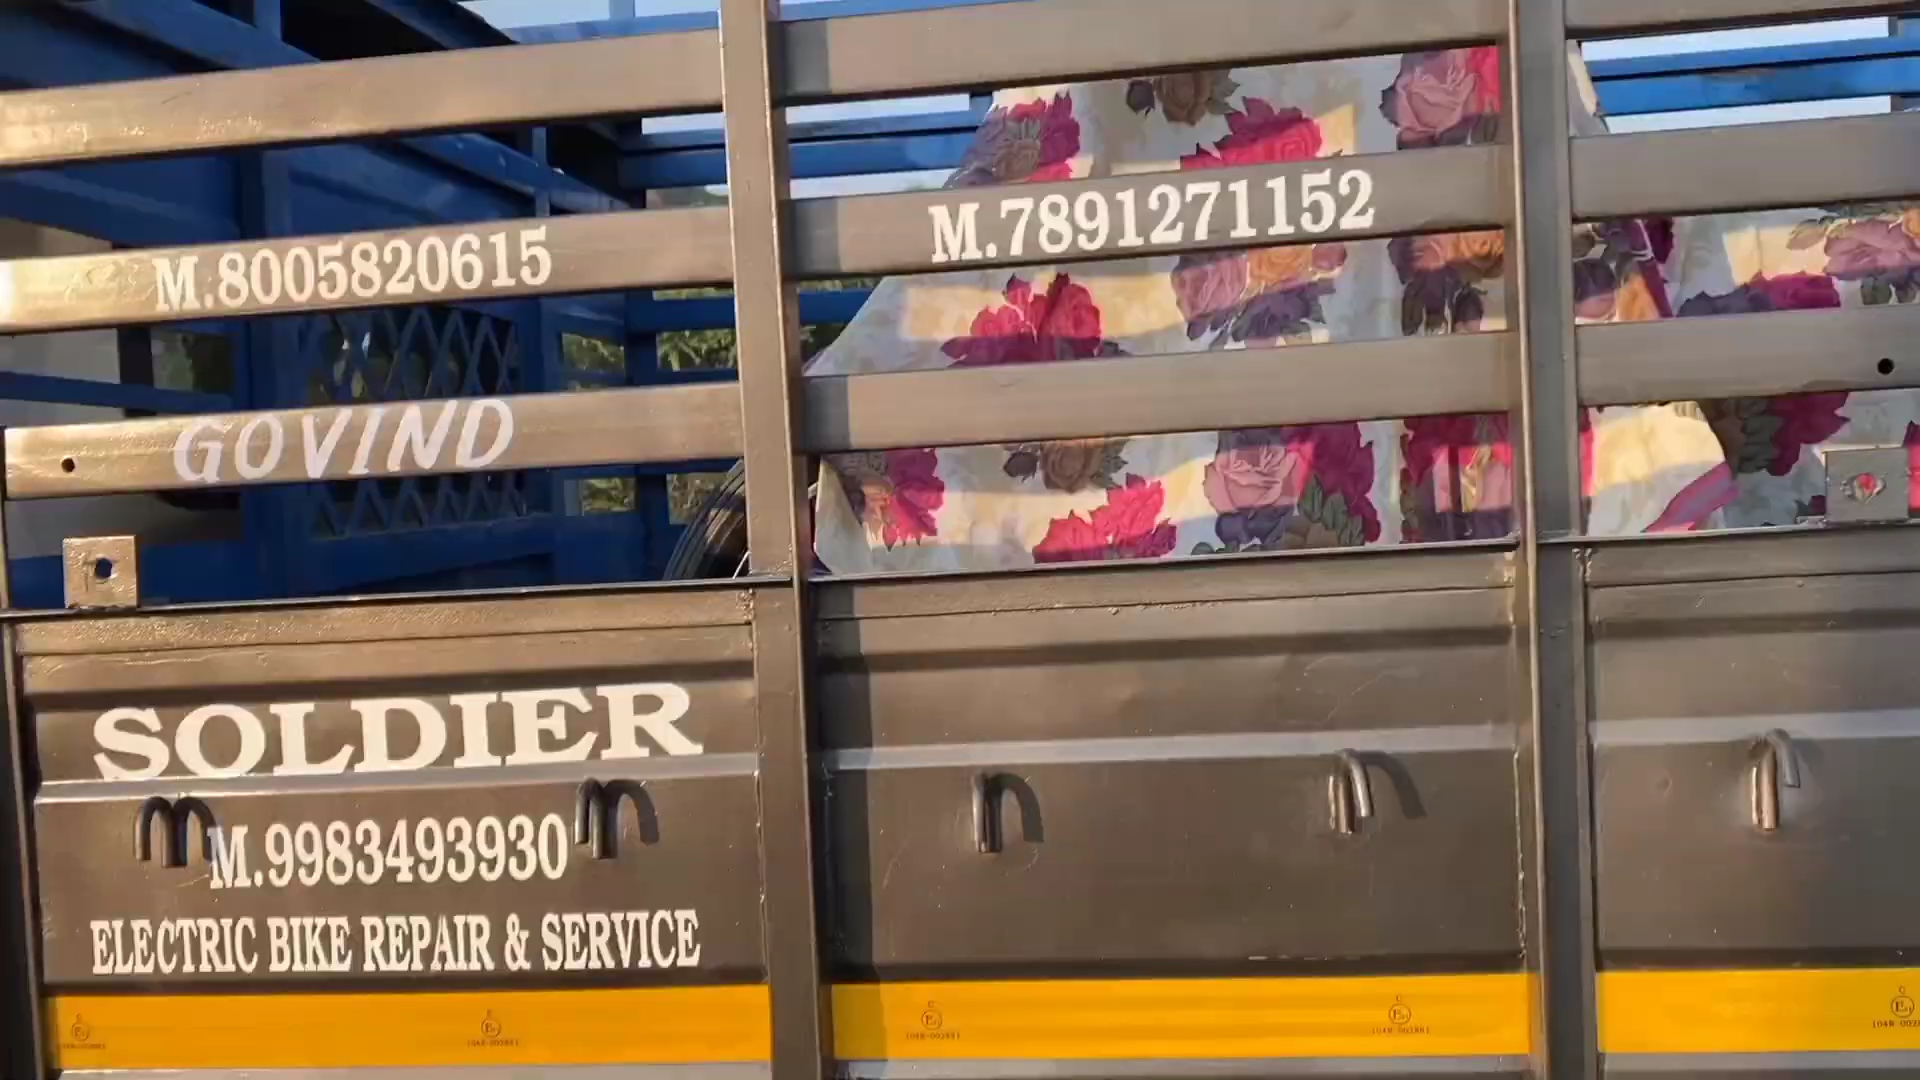 M.8005820615
M.7891271152
GOVIND
SOLDIER
M.9983493930
ELECTRIC BIKE REPAIR & SERVICE